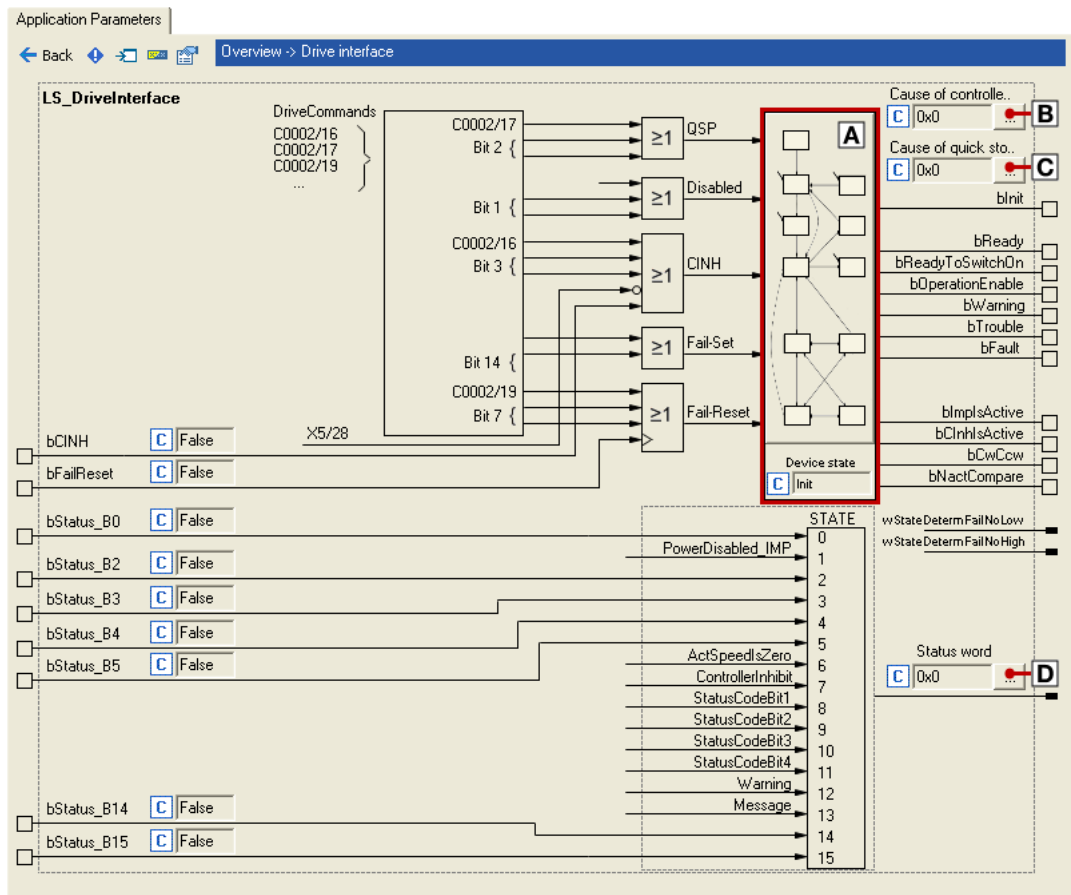 Application Parameters
Back
Overview -> Drive interface
LS_DriveInterface
DriveCommands
C0002/16
C0002/17
C0002/19
...
C0002/17
Bit 2 {
Bit 1 {
C0002/16
Bit 3 {
Bit 14 {
C0002/19
Bit 7 {
X5/28
≥1
QSP
≥1
Disabled
≥1
CINH
≥1
Fail-Set
≥1
Fail-Reset
A
Device state
C Init
Cause of controlle..
C 0x0 ... B
Cause of quick sto..
C 0x0 ... C
bInit
bReady
bReadyToSwitchOn
bOperationEnable
bWarning
bTrouble
bFault
bImpIsActive
bCInhIsActive
bCwCcw
bNactCompare
wStateDetermFailNoLow
wStateDetermFailNoHigh
bCINH C False
bFailReset C False
bStatus_B0 C False
bStatus_B2 C False
bStatus_B3 C False
bStatus_B4 C False
bStatus_B5 C False
bStatus_B14 C False
bStatus_B15 C False
STATE
0
PowerDisabled_IMP 1
2
3
4
5
ActSpeedIsZero 6
ControllerInhibit 7
StatusCodeBit1 8
StatusCodeBit2 9
StatusCodeBit3 10
StatusCodeBit4 11
Warning 12
Message 13
14
15
Status word
C 0x0 ... D